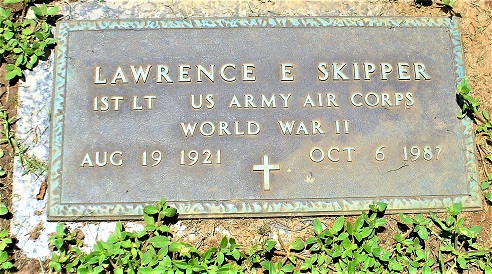 LAWRENCE E SKIPPER
1ST LT US ARMY AIR CORPS
WORLD WAR II
AUG 19 1921 OCT 6 1987